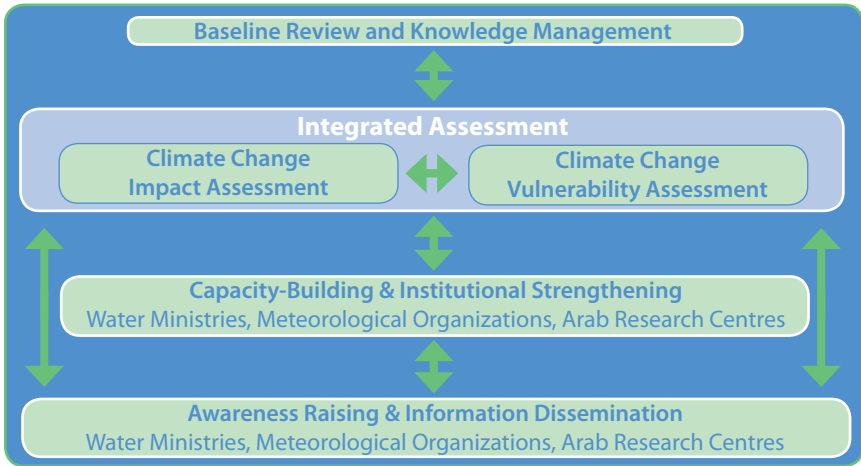 Baseline Review and Knowledge Management
Integrated Assessment
Climate Change
Impact Assessment
Climate Change
Vulnerability Assessment
Capacity-Building & Institutional Strengthening
Water Ministries, Meteorological Organizations, Arab Research Centres
Awareness Raising & Information Dissemination
Water Ministries, Meteorological Organizations, Arab Research Centres